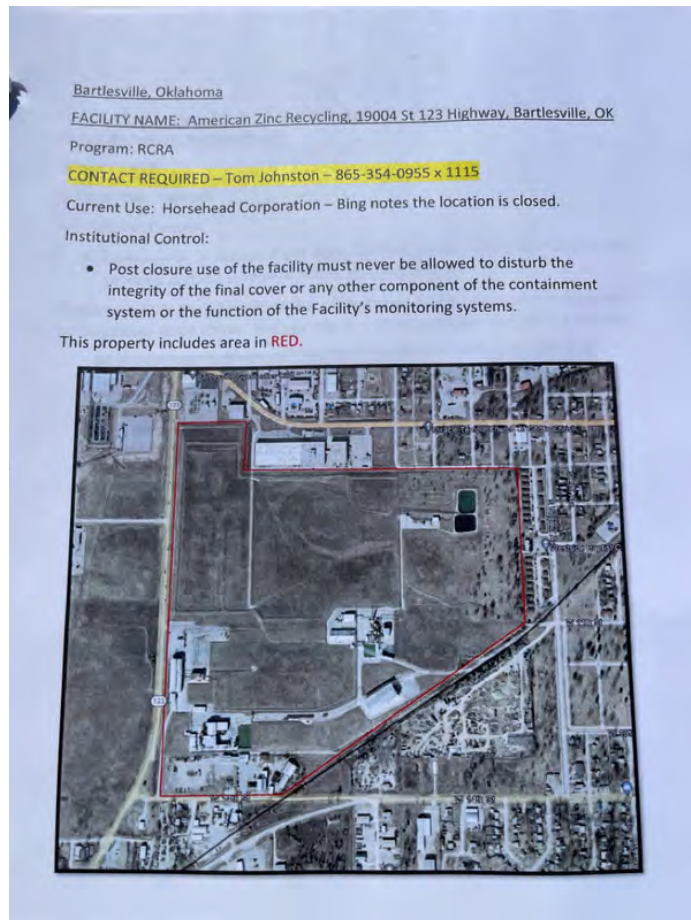 Bartlesville, Oklahoma
FACILITY NAME: American Zinc Recycling, 19004 St 123 Highway, Bartlesville, OK
Program: RCRA
CONTACT REQUIRED – Tom Johnston – 865-354-0955 x 1115
Current Use: Horsehead Corporation – Bing notes the location is closed.
Institutional Control:
• Post closure use of the facility must never be allowed to disturb the
integrity of the final cover or any other component of the containment
system or the function of the Facility's monitoring systems.
This property includes area in RED.
123
123